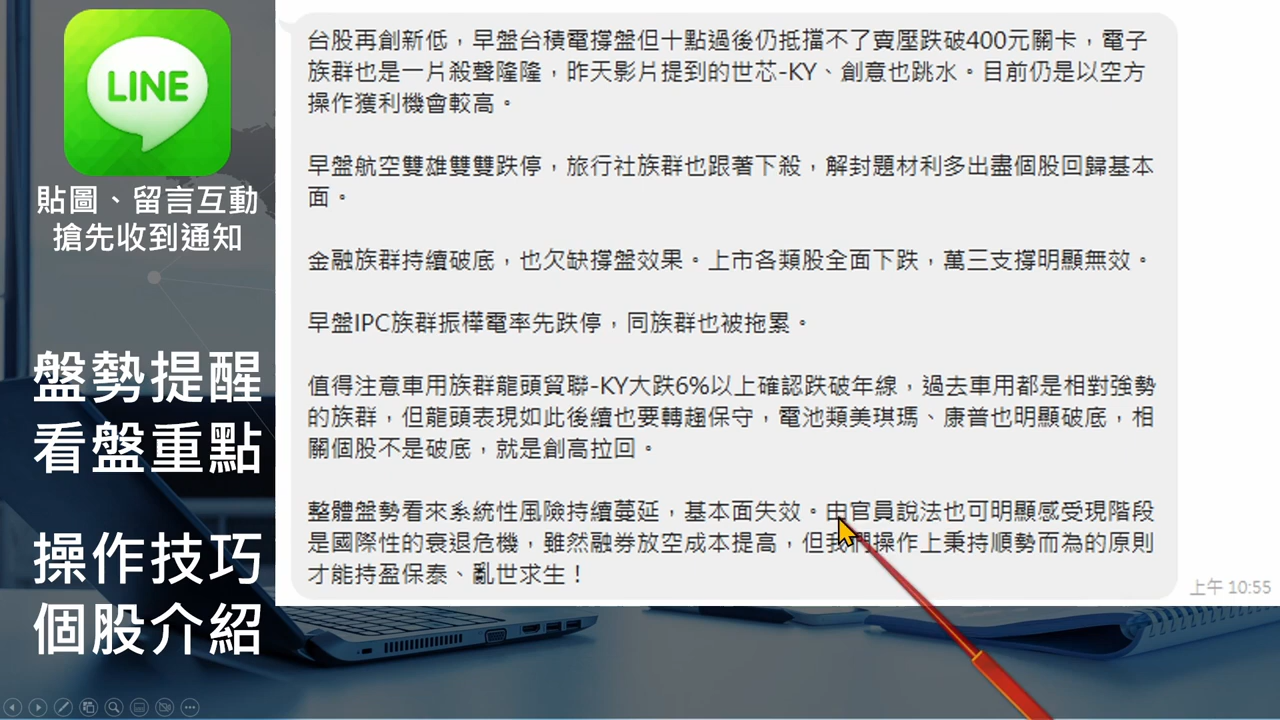 LINE
貼圖、留言互動
搶先收到通知
盤勢提醒
看盤重點
操作技巧
個股介紹
台股再創新低，早盤台積電撐盤但十點過後仍抵擋不了賣壓跌破400元關卡，電子
族群也是一片殺聲隆隆，昨天影片提到的世芯-KY、創意也跳水。目前仍是以空方
操作獲利機會較高。
早盤航空雙雄雙雙跌停，旅行社族群也跟著下殺，解封題材利多出盡個股回歸基本
面。
金融族群持續破底，也欠缺撐盤效果。上市各類股全面下跌，萬三支撐明顯無效。
早盤IPC族群振樺電率先跌停，同族群也被拖累。
值得注意車用族群龍頭貿聯-KY大跌6%以上確認跌破年線，過去車用都是相對強勢
的族群，但龍頭表現如此後續也要轉趨保守，電池類美琪瑪、康普也明顯破底，相
關個股不是破底，就是創高拉回。
整體盤勢看來系統性風險持續蔓延，基本面失效。由官員說法也可明顯感受現階段
是國際性的衰退危機，雖然融券放空成本提高，但我們操作上秉持順勢而為的原則
才能持盈保泰、亂世求生！
上午 10:55